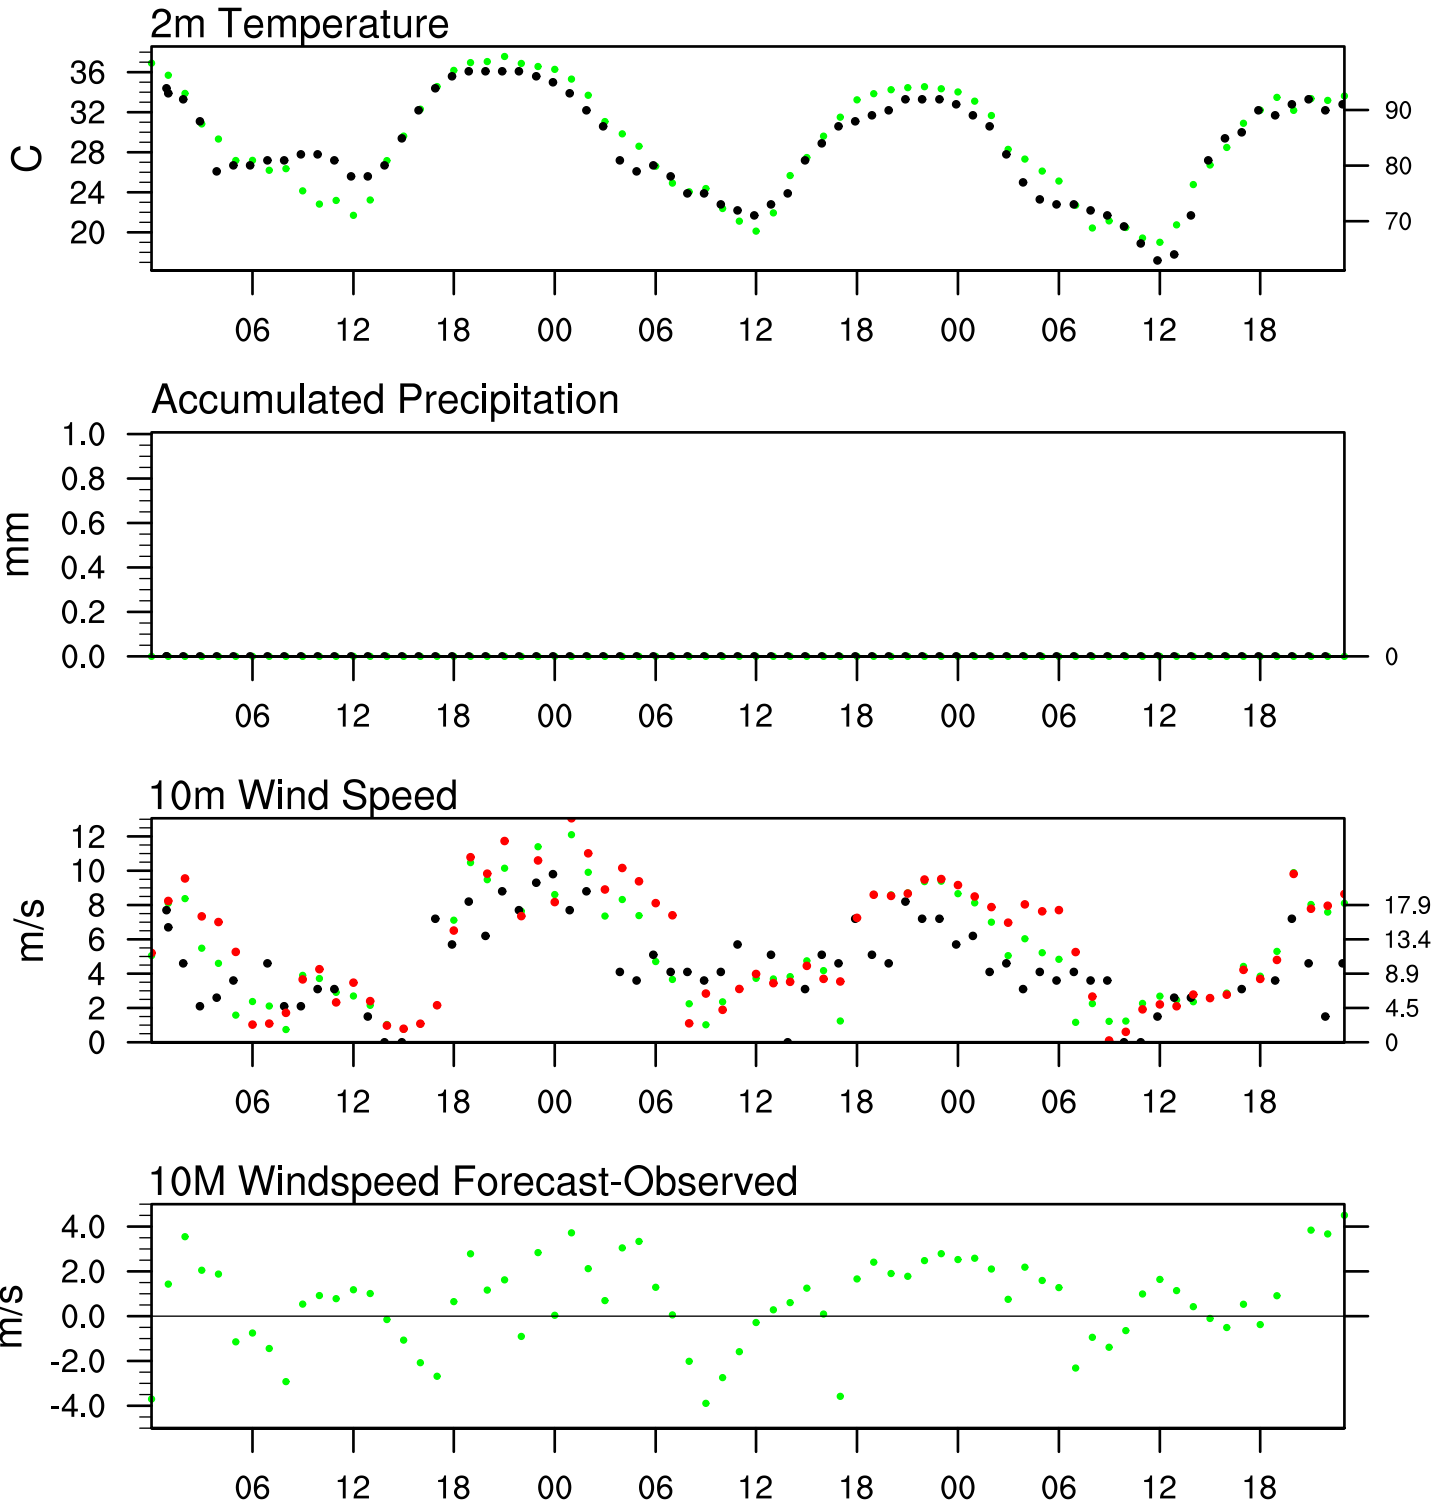 2m Temperature
36
32
28
24
20
C
90
80
70
06 12 18 00 06 12 18 00 06 12 18
Accumulated Precipitation
1.0
0.8
0.6
0.4
0.2
0.0
mm
0
06 12 18 00 06 12 18 00 06 12 18
10m Wind Speed
12
10
8
6
4
2
0
m/s
17.9
13.4
8.9
4.5
0
06 12 18 00 06 12 18 00 06 12 18
10M Windspeed Forecast-Observed
4.0
2.0
0.0
-2.0
-4.0
m/s
06 12 18 00 06 12 18 00 06 12 18